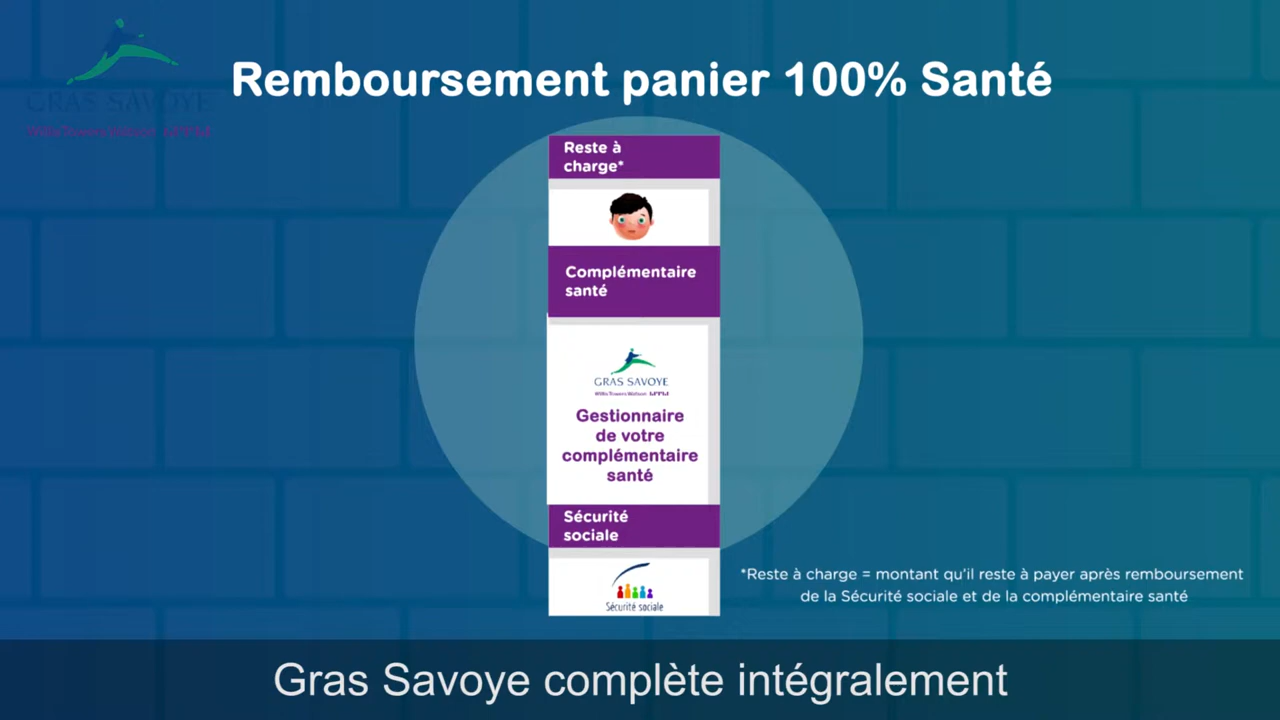 Remboursement panier 100% Santé
GRAS SAVOYE
Willis Towers Watson
Reste à
charge*
Complémentaire
santé
GRAS SAVOYE
Willis Towers Watson
Gestionnaire
de votre
complémentaire
santé
Sécurité
sociale
Sécurité sociale
*Reste à charge = montant qu'il reste à payer après remboursement
de la Sécurité sociale et de la complémentaire santé
Gras Savoye complète intégralement